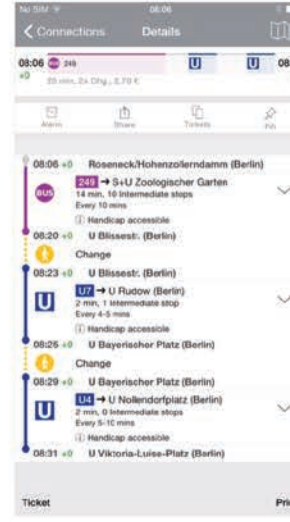 No SIM
08:06
Connections
Details
08:06
249
U
U
08
+0
25 min, 2x Chg., 2,70 €
Alarm
Share
Tickets
08:06 +0 Roseneck/Hohenzollerndamm (Berlin)
BUS
249 → S+U Zoologischer Garten
14 min, 10 Intermediate stops
Every 10 mins
Handicap accessible
08:20 +0 U Blissestr. (Berlin)
Change
08:23 +0 U Blissestr. (Berlin)
U
U7 → U Rudow (Berlin)
2 min, 1 Intermediate stop
Every 4-5 mins
Handicap accessible
08:26 +0 U Bayerischer Platz (Berlin)
Change
08:29 +0 U Bayerischer Platz (Berlin)
U
U4 → U Nollendorfplatz (Berlin)
2 min, 0 Intermediate stops
Every 5-10 mins
Handicap accessible
08:31 +0 U Viktoria-Luise-Platz (Berlin)
Ticket
Pri